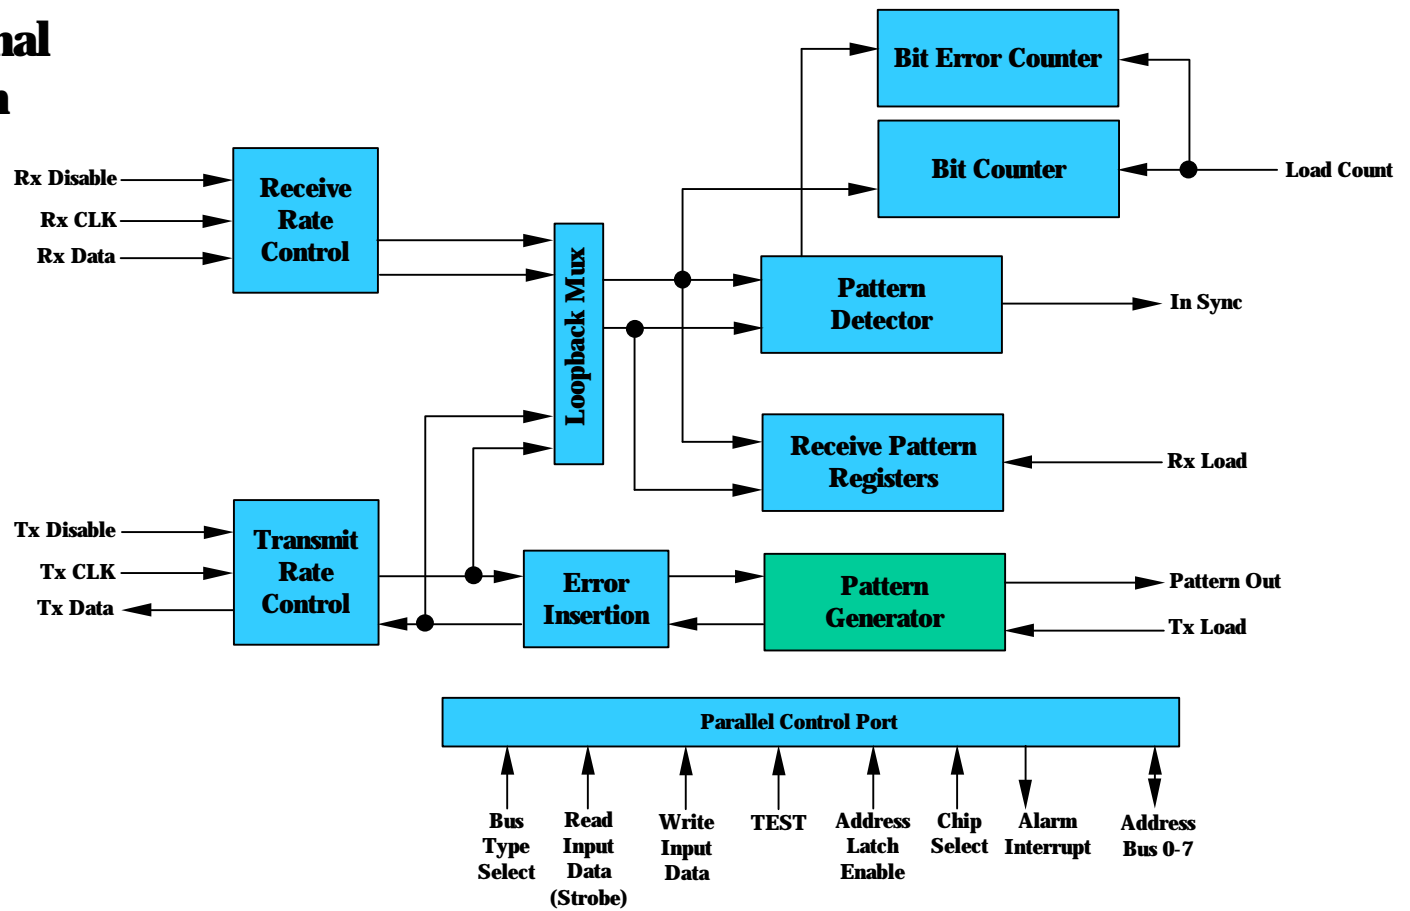 nal
n
Bit Error Counter
Bit Counter
Load Count
Rx Disable
Rx CLK
Rx Data
Receive
Rate
Control
Loopback Mux
Pattern
Detector
In Sync
Receive Pattern
Registers
Rx Load
Tx Disable
Tx CLK
Tx Data
Transmit
Rate
Control
Error
Insertion
Pattern
Generator
Pattern Out
Tx Load
Parallel Control Port
Bus
Type
Select
Read
Input
Data
(Strobe)
Write
Input
Data
TEST
Address
Latch
Enable
Chip
Select
Alarm
Interrupt
Address
Bus 0-7